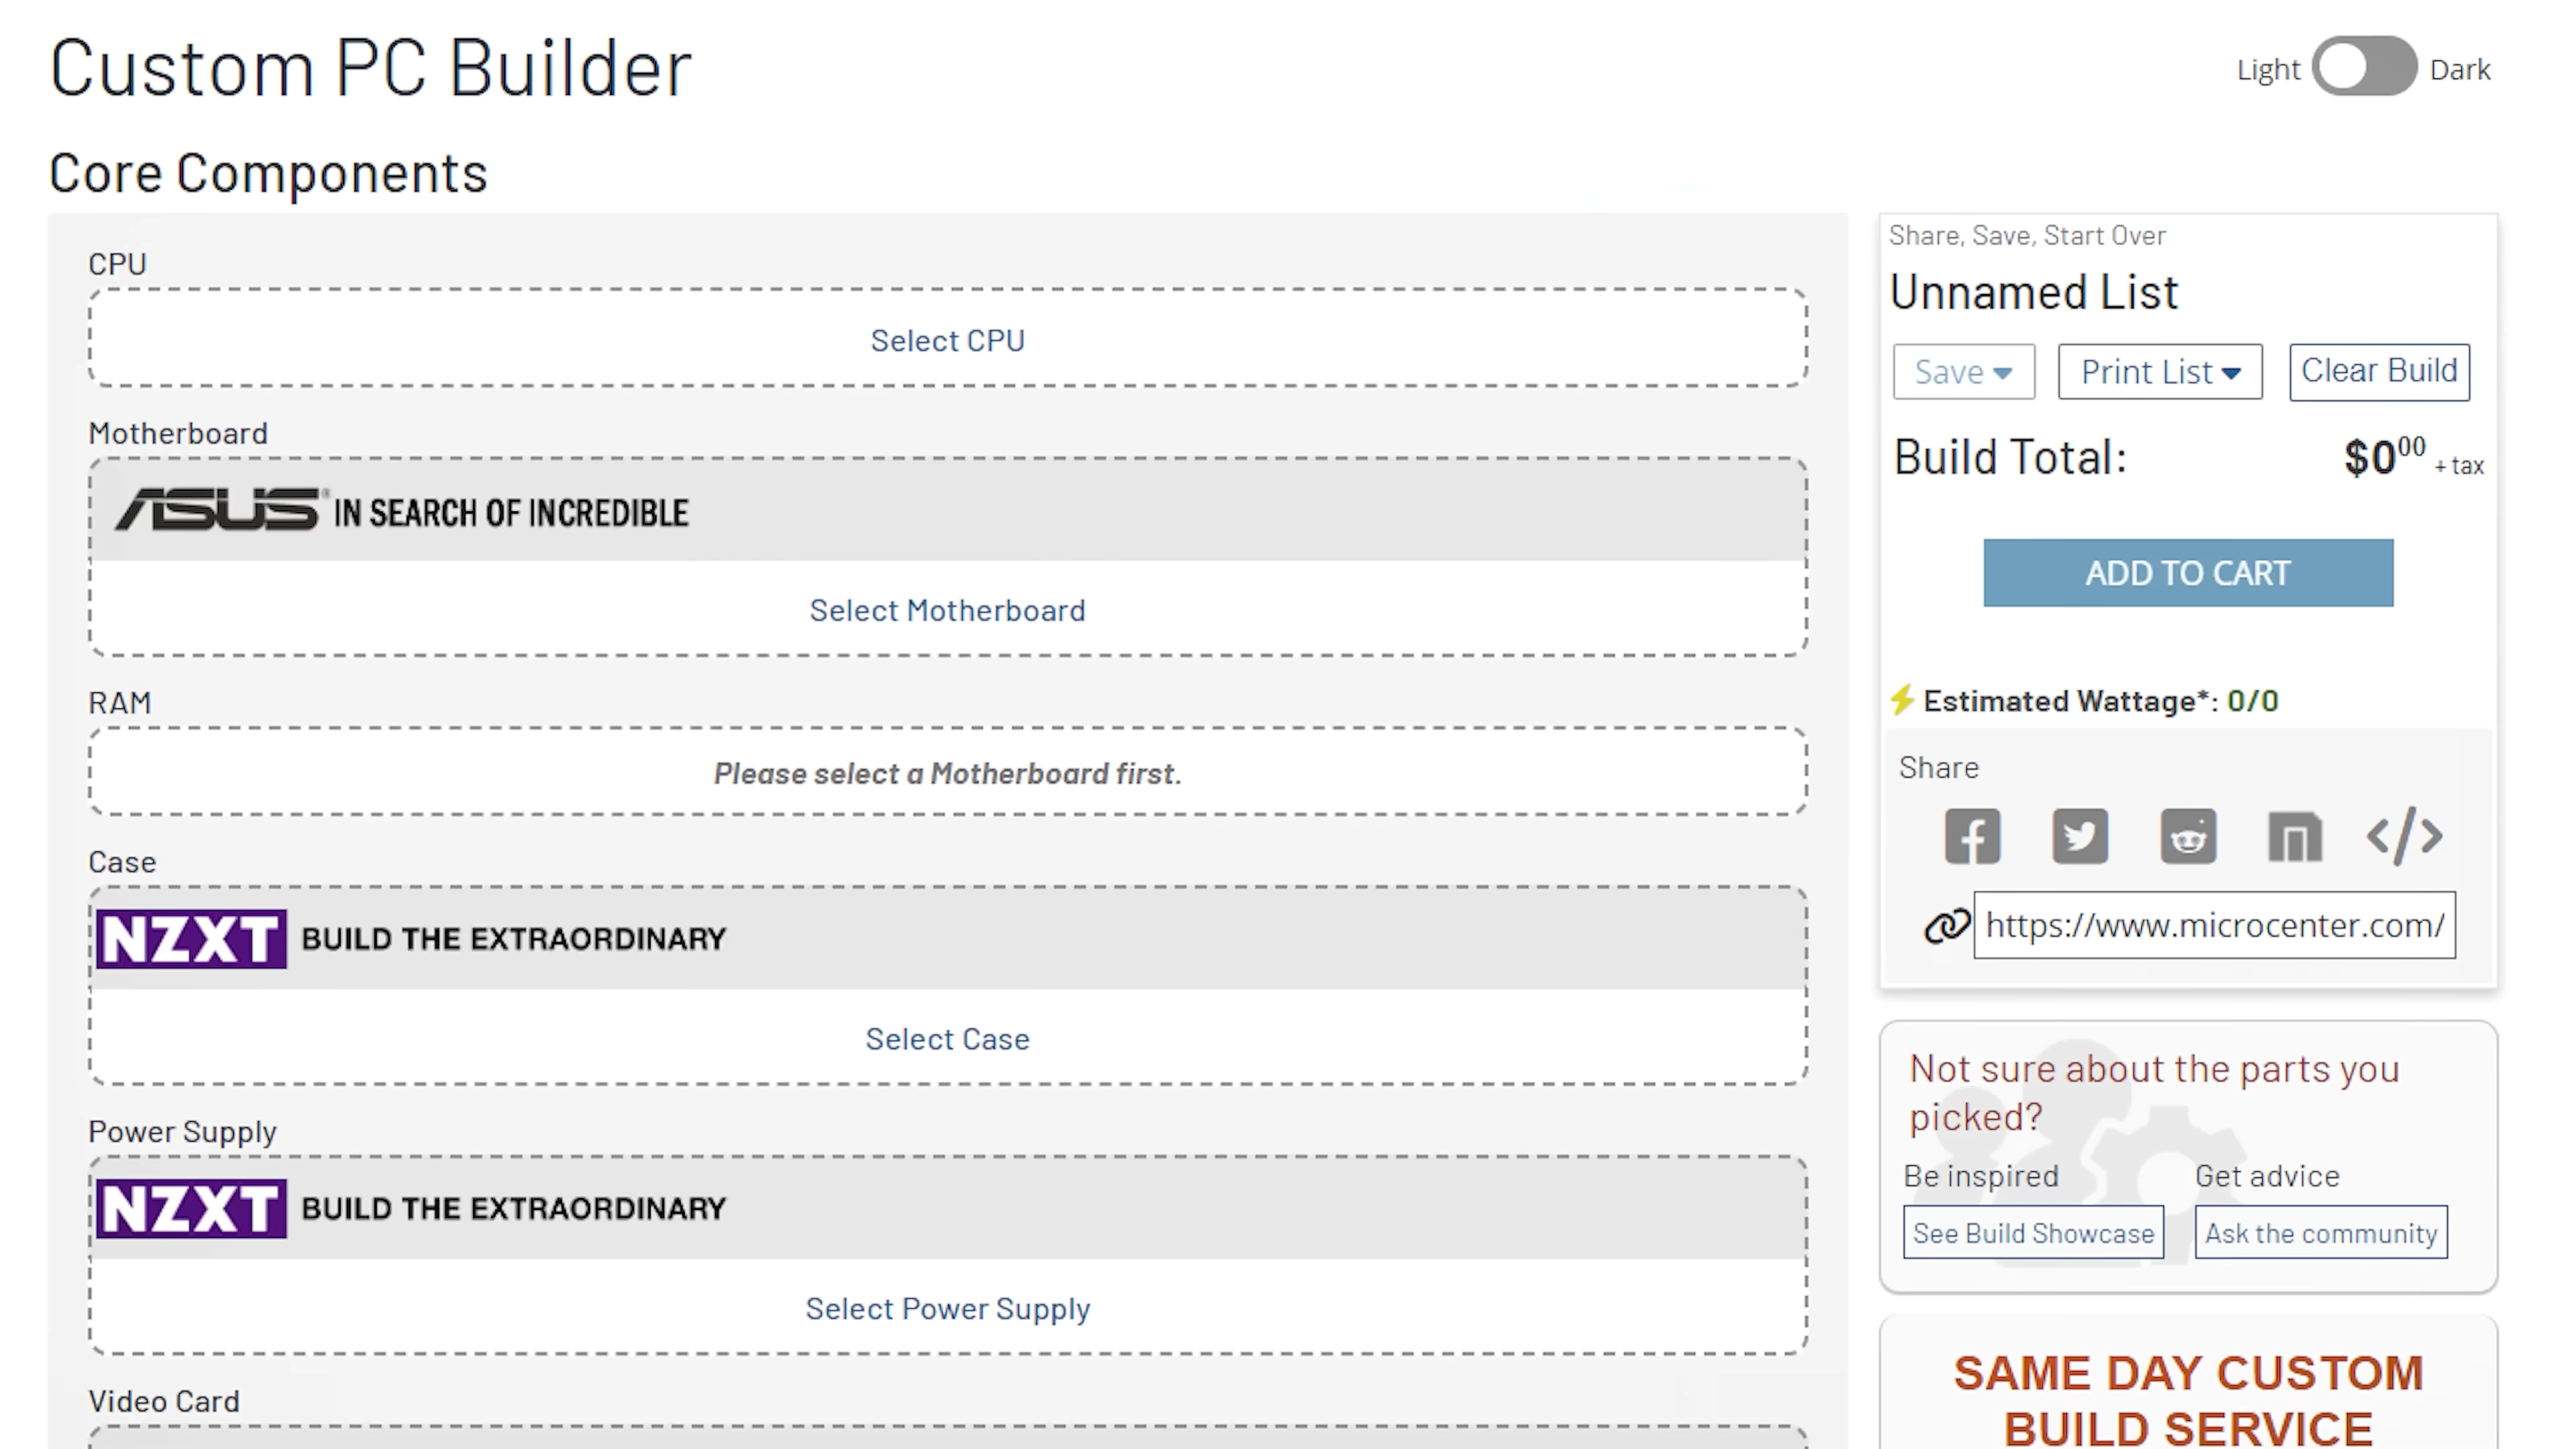 Custom PC Builder
Light
Dark
Core Components
CPU
Select CPU
Motherboard
ASUS® IN SEARCH OF INCREDIBLE
Select Motherboard
RAM
Please select a Motherboard first.
Case
NZXT BUILD THE EXTRAORDINARY
Select Case
Power Supply
NZXT BUILD THE EXTRAORDINARY
Select Power Supply
Video Card
Share, Save, Start Over
Unnamed List
Save
Print List
Clear Build
Build Total: $000 + tax
ADD TO CART
Estimated Wattage*: 0/0
Share
https://www.microcenter.com/
Not sure about the parts you
picked?
Be inspired
Get advice
See Build Showcase
Ask the community
SAME DAY CUSTOM
BUILD SERVICE